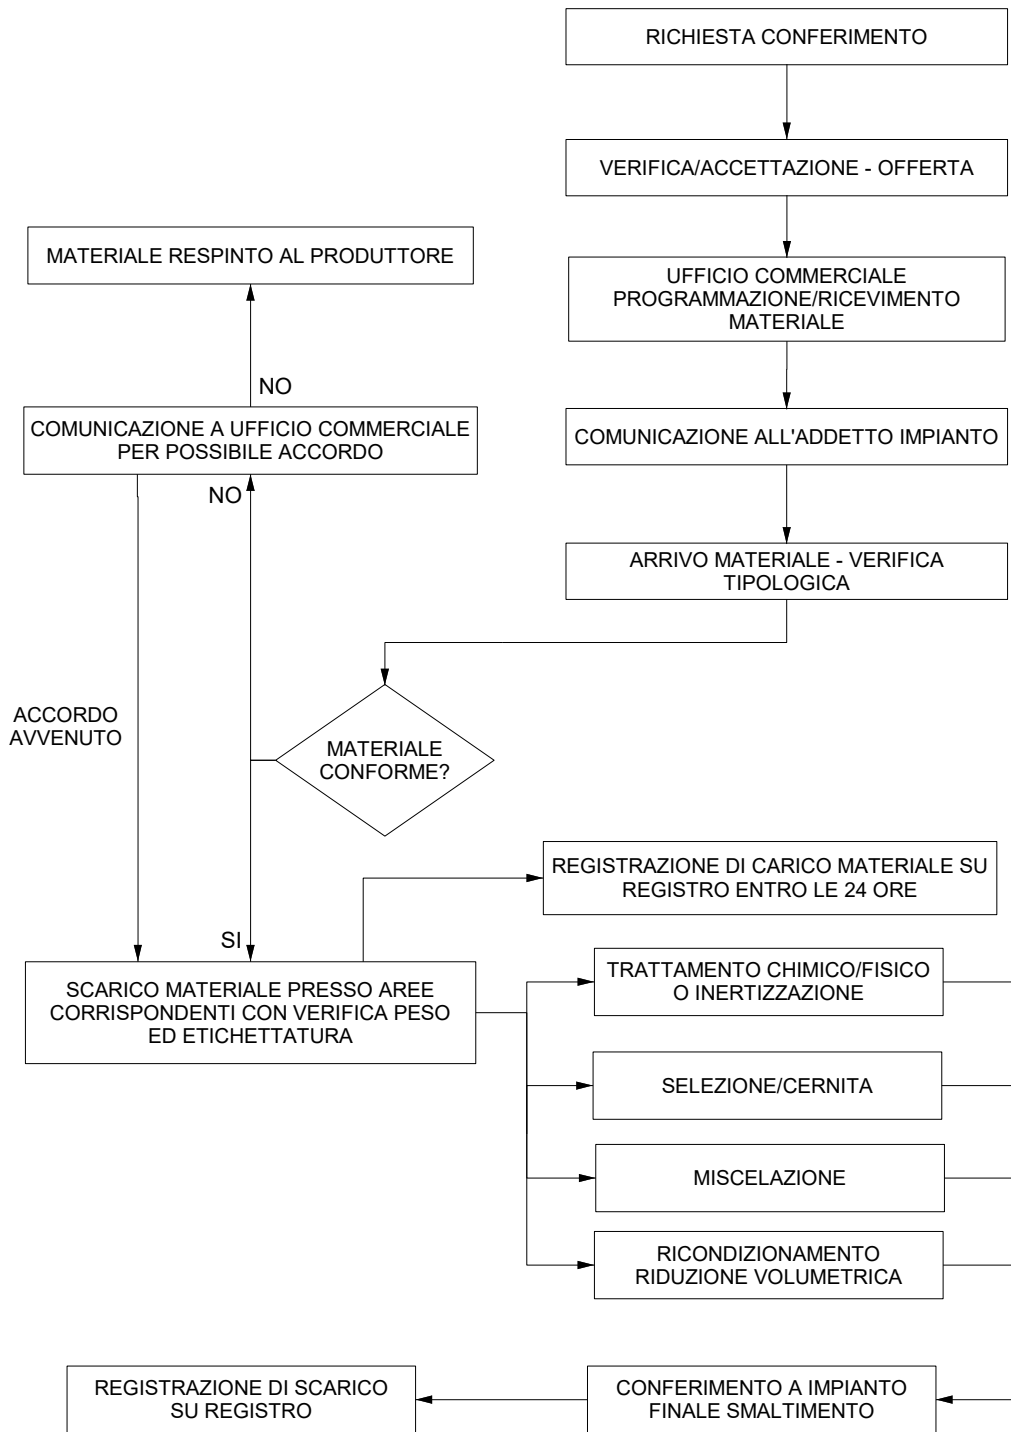 RICHIESTA CONFERIMENTO
VERIFICA/ACCETTAZIONE - OFFERTA
MATERIALE RESPINTO AL PRODUTTORE
UFFICIO COMMERCIALE
PROGRAMMAZIONE/RICEVIMENTO
MATERIALE
NO
COMUNICAZIONE A UFFICIO COMMERCIALE
PER POSSIBILE ACCORDO
COMUNICAZIONE ALL'ADDETTO IMPIANTO
NO
ARRIVO MATERIALE - VERIFICA
TIPOLOGICA
ACCORDO
AVVENUTO
MATERIALE
CONFORME?
REGISTRAZIONE DI CARICO MATERIALE SU
REGISTRO ENTRO LE 24 ORE
SI
SCARICO MATERIALE PRESSO AREE
CORRISPONDENTI CON VERIFICA PESO
ED ETICHETTATURA
TRATTAMENTO CHIMICO/FISICO
O INERTIZZAZIONE
SELEZIONE/CERNITA
MISCELAZIONE
RICONDIZIONAMENTO
RIDUZIONE VOLUMETRICA
REGISTRAZIONE DI SCARICO
SU REGISTRO
CONFERIMENTO A IMPIANTO
FINALE SMALTIMENTO